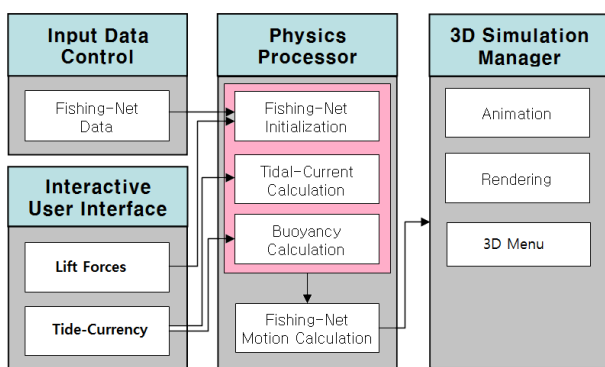 Input Data
Control
Fishing-Net
Data
Interactive
User Interface
Lift Forces
Tide-Currency
Physics
Processor
Fishing-Net
Initialization
Tidal-Current
Calculation
Buoyancy
Calculation
Fishing-Net
Motion Calculation
3D Simulation
Manager
Animation
Rendering
3D Menu